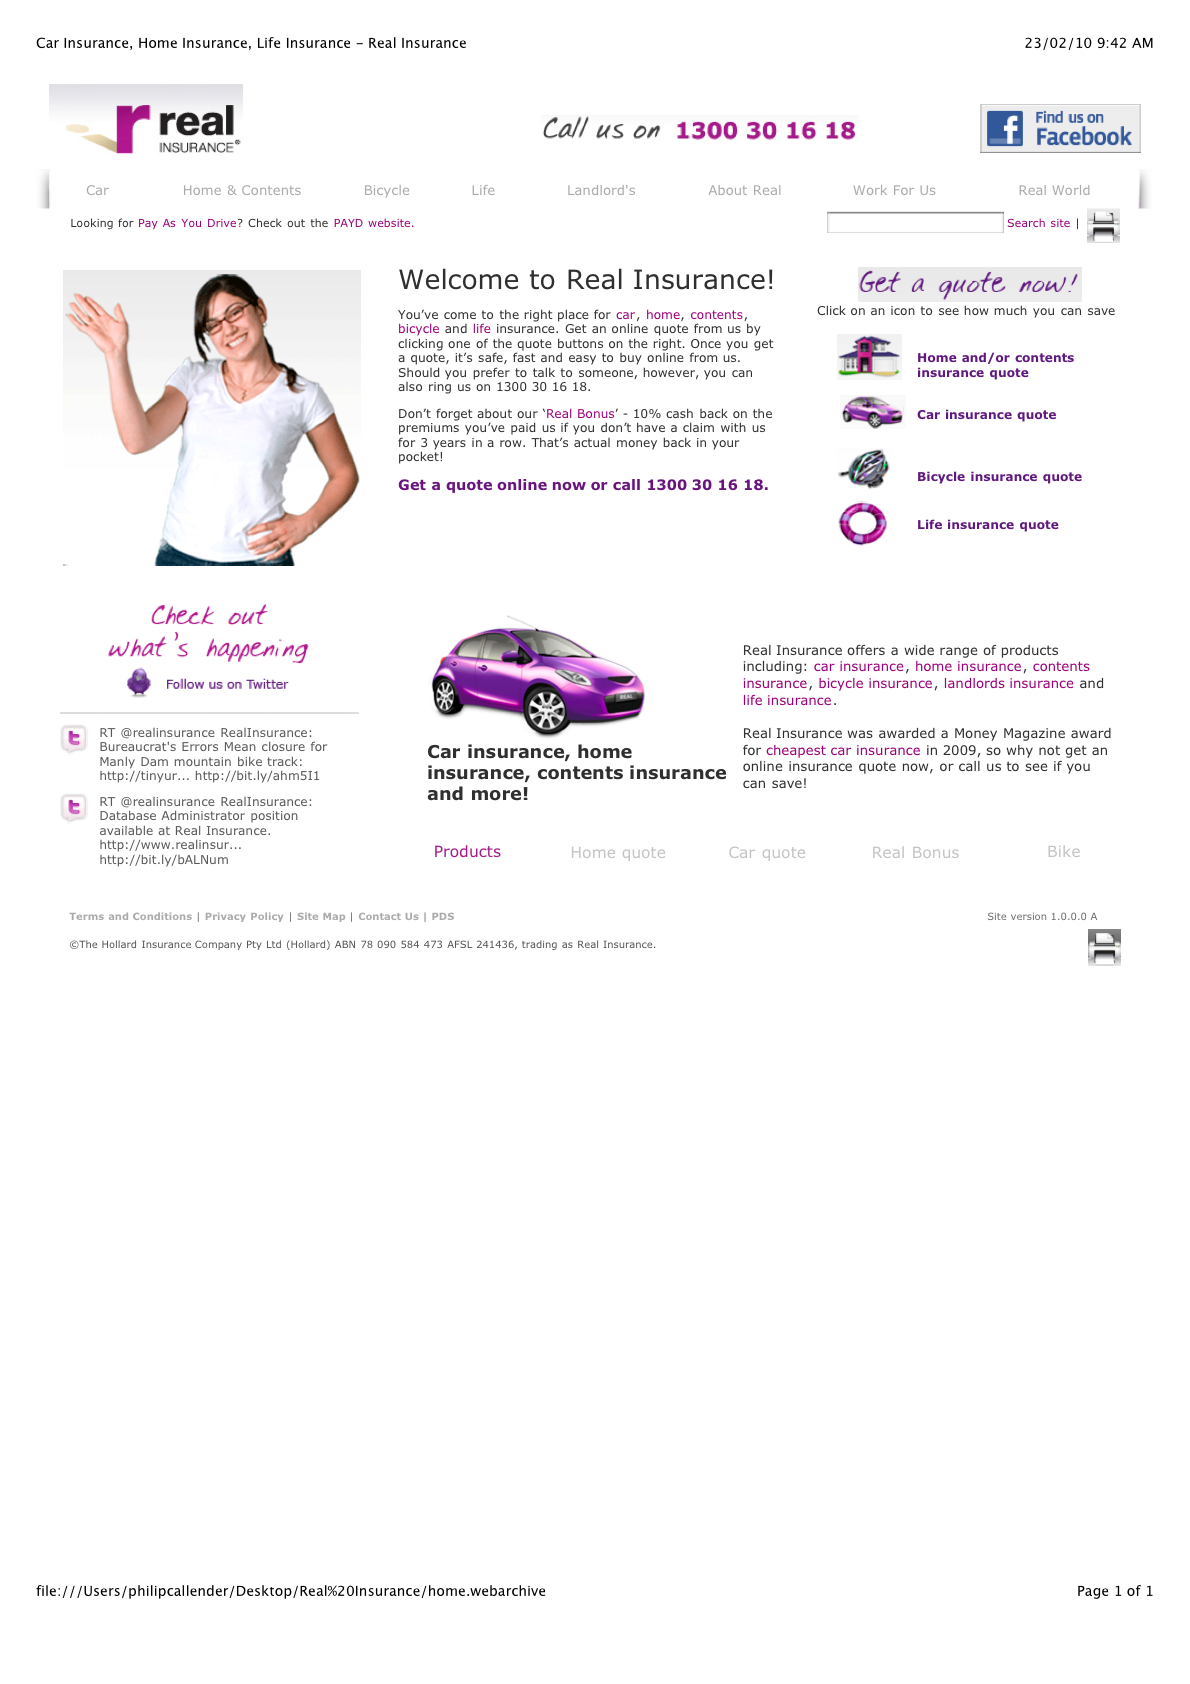 Car Insurance, Home Insurance, Life Insurance – Real Insurance
23/02/10 9:42 AM
r real
INSURANCE®
Call us on 1300 30 16 18
Find us on
Facebook
Car
Home & Contents
Bicycle
Life
Landlord's
About Real
Work For Us
Real World
Looking for Pay As You Drive? Check out the PAYD website.
Search site |
Welcome to Real Insurance!
You’ve come to the right place for car, home, contents,
bicycle and life insurance. Get an online quote from us by
clicking one of the quote buttons on the right. Once you get
a quote, it’s safe, fast and easy to buy online from us.
Should you prefer to talk to someone, however, you can
also ring us on 1300 30 16 18.
Don’t forget about our ‘Real Bonus’ - 10% cash back on the
premiums you’ve paid us if you don’t have a claim with us
for 3 years in a row. That’s actual money back in your
pocket!
Get a quote online now or call 1300 30 16 18.
Get a quote now!
Click on an icon to see how much you can save
Home and/or contents
insurance quote
Car insurance quote
Bicycle insurance quote
Life insurance quote
Check out
what's happening
Follow us on Twitter
RT @realinsurance RealInsurance:
Bureaucrat's Errors Mean closure for
Manly Dam mountain bike track:
http://tinyur... http://bit.ly/ahm5I1
RT @realinsurance RealInsurance:
Database Administrator position
available at Real Insurance.
http://www.realinsur...
http://bit.ly/bALNum
REAL
Car insurance, home
insurance, contents insurance
and more!
Real Insurance offers a wide range of products
including: car insurance, home insurance, contents
insurance, bicycle insurance, landlords insurance and
life insurance.
Real Insurance was awarded a Money Magazine award
for cheapest car insurance in 2009, so why not get an
online insurance quote now, or call us to see if you
can save!
Products
Home quote
Car quote
Real Bonus
Bike
Terms and Conditions | Privacy Policy | Site Map | Contact Us | PDS
Site version 1.0.0.0 A
©The Hollard Insurance Company Pty Ltd (Hollard) ABN 78 090 584 473 AFSL 241436, trading as Real Insurance.
file:///Users/philipcallender/Desktop/Real%20Insurance/home.webarchive
Page 1 of 1